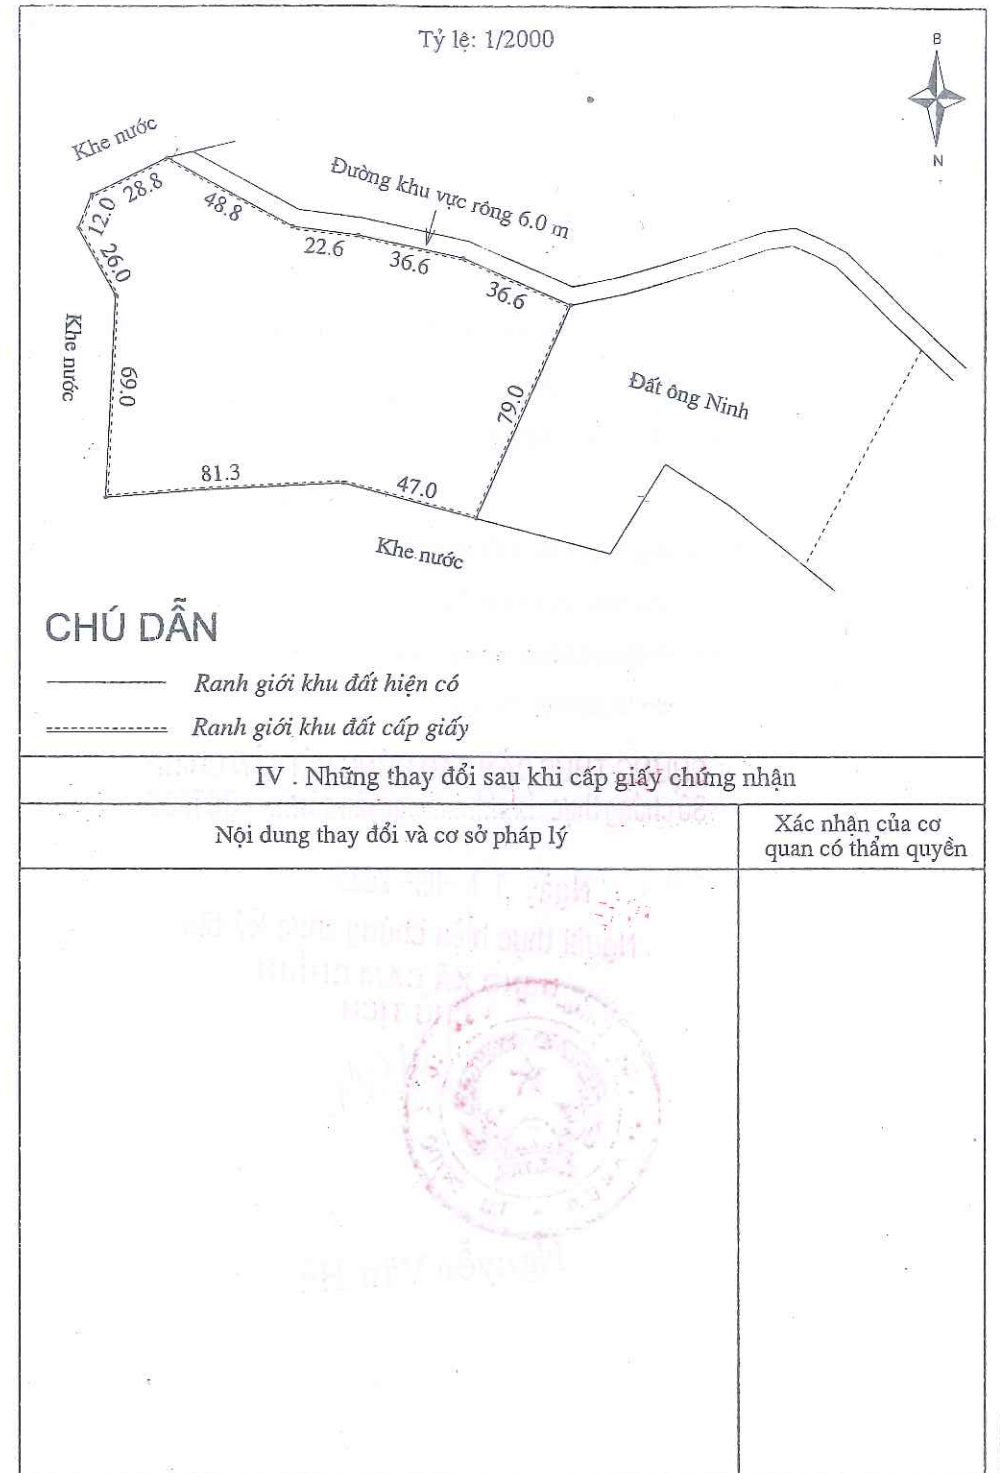 Tỷ lệ: 1/2000
B
N
Khe nước
28.8
12.0
26.0
48.8
22.6
36.6
36.6
Đường khu vực rông 6.0 m
Khe nước
69.0
79.0
Đất ông Ninh
81.3
47.0
Khe nước
CHÚ DẪN
Ranh giới khu đất hiện có
Ranh giới khu đất cấp giấy
IV . Những thay đổi sau khi cấp giấy chứng nhận
Nội dung thay đổi và cơ sở pháp lý
Xác nhận của cơ
quan có thẩm quyền